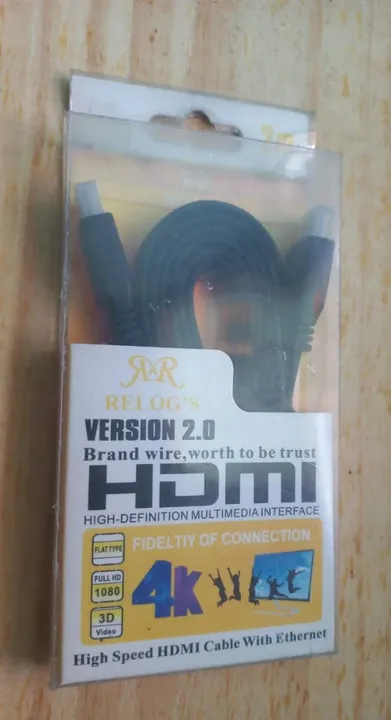 RR
RELOG'S
VERSION 2.0
Brand wire,worth to be trust
HDMI
HIGH-DEFINITION MULTIMEDIA INTERFACE
FIDELTIY OF CONNECTION
FLAT TYPE
FULL HD
1080
3D
Video
4K
High Speed HDMI Cable With Ethernet